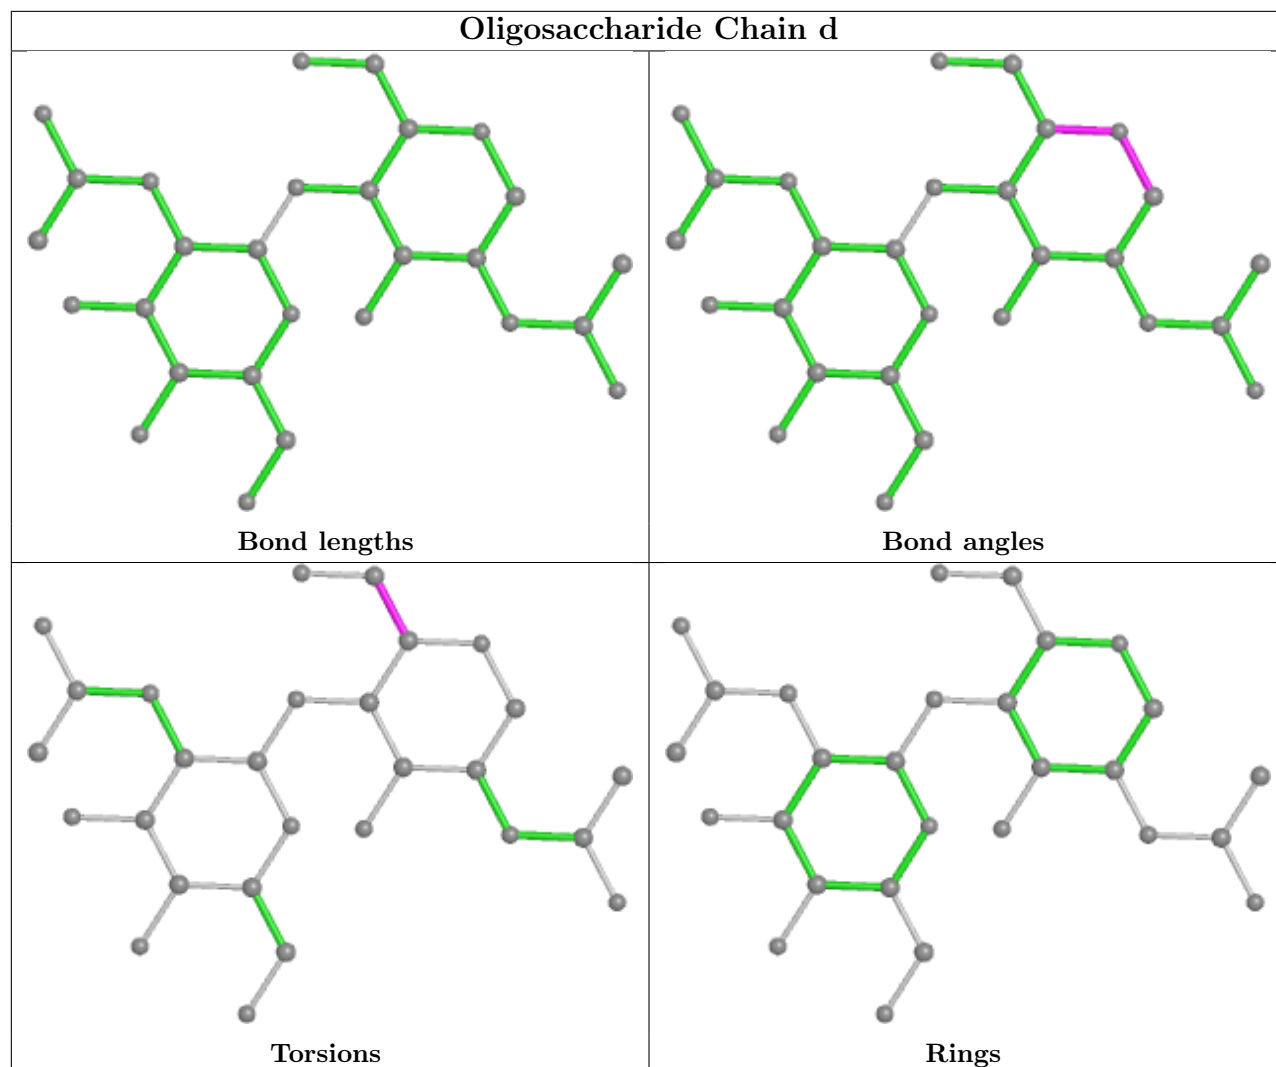 Oligosaccharide Chain d
Bond lengths
Bond angles
Torsions
Rings